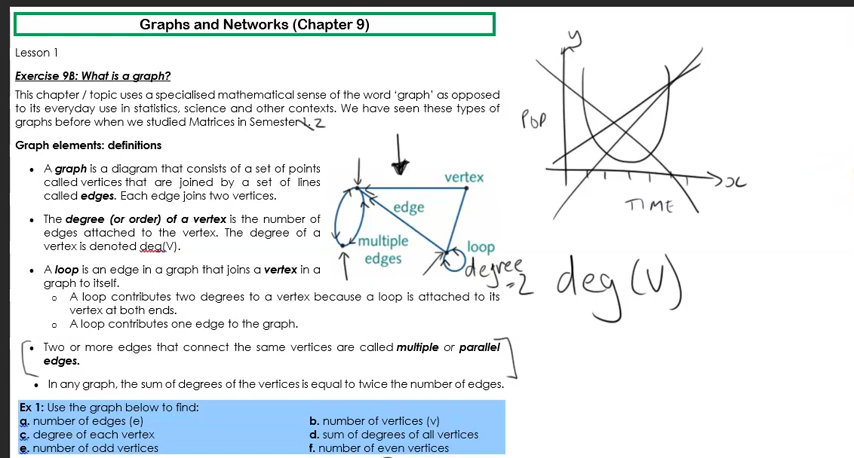 Graphs and Networks (Chapter 9)
Lesson 1
Exercise 9B: What is a graph?
This chapter / topic uses a specialised mathematical sense of the word ‘graph’ as opposed
to its everyday use in statistics, science and other contexts. We have seen these types of
graphs before when we studied Matrices in Semester 2
Graph elements: definitions
• A graph is a diagram that consists of a set of points
called vertices that are joined by a set of lines
called edges. Each edge joins two vertices.
• The degree (or order) of a vertex is the number of
edges attached to the vertex. The degree of a
vertex is denoted deg(V).
• A loop is an edge in a graph that joins a vertex in a
graph to itself.
o A loop contributes two degrees to a vertex because a loop is attached to its
vertex at both ends.
o A loop contributes one edge to the graph.
• Two or more edges that connect the same vertices are called multiple or parallel
edges.
• In any graph, the sum of degrees of the vertices is equal to twice the number of edges.
Ex 1: Use the graph below to find:
a. number of edges (e)
b. number of vertices (v)
c. degree of each vertex
d. sum of degrees of all vertices
e. number of odd vertices
f. number of even vertices
vertex
edge
multiple
edges
loop
degree
=2
deg(V)
y
POP
x
TIME